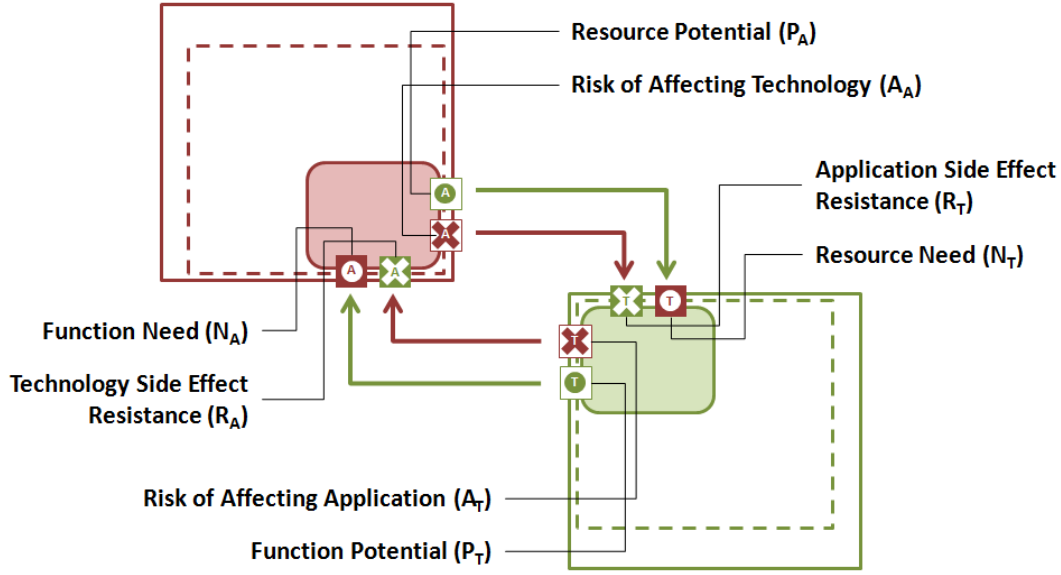 Resource Potential (PA)
Risk of Affecting Technology (AA)
Application Side Effect
Resistance (RT)
Resource Need (NT)
A
A
A
A
T
T
T
T
Function Need (NA)
Technology Side Effect
Resistance (RA)
Risk of Affecting Application (AT)
Function Potential (PT)